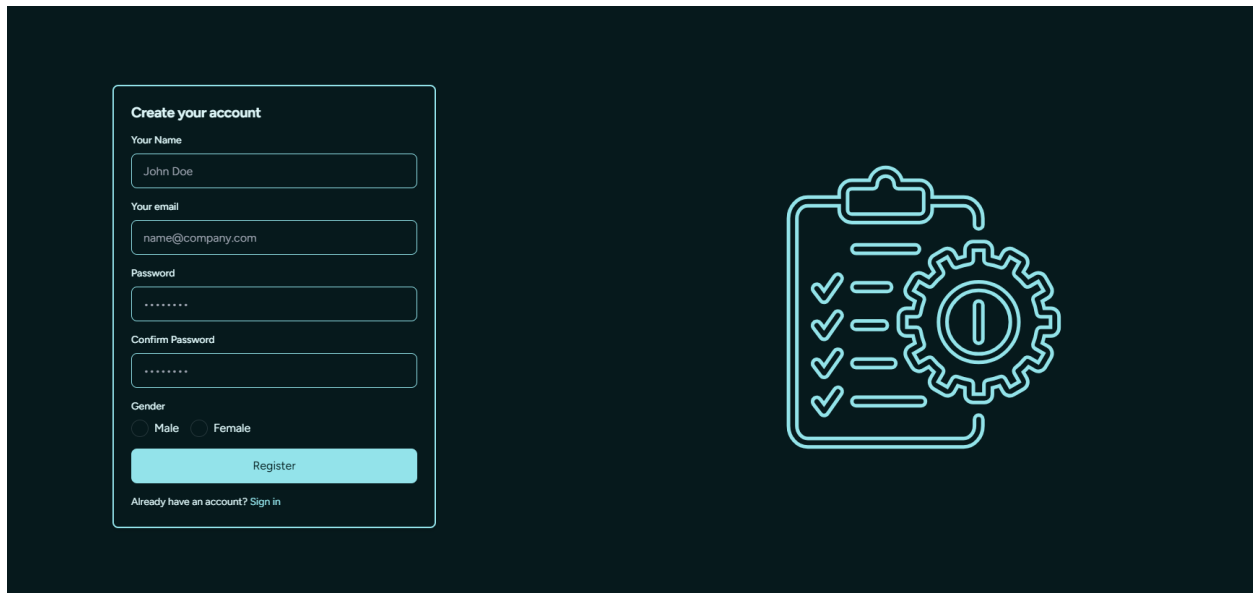 Create your account
Your Name
John Doe
Your email
name@company.com
Password
••••••••
Confirm Password
••••••••
Gender
Male Female
Register
Already have an account? Sign in